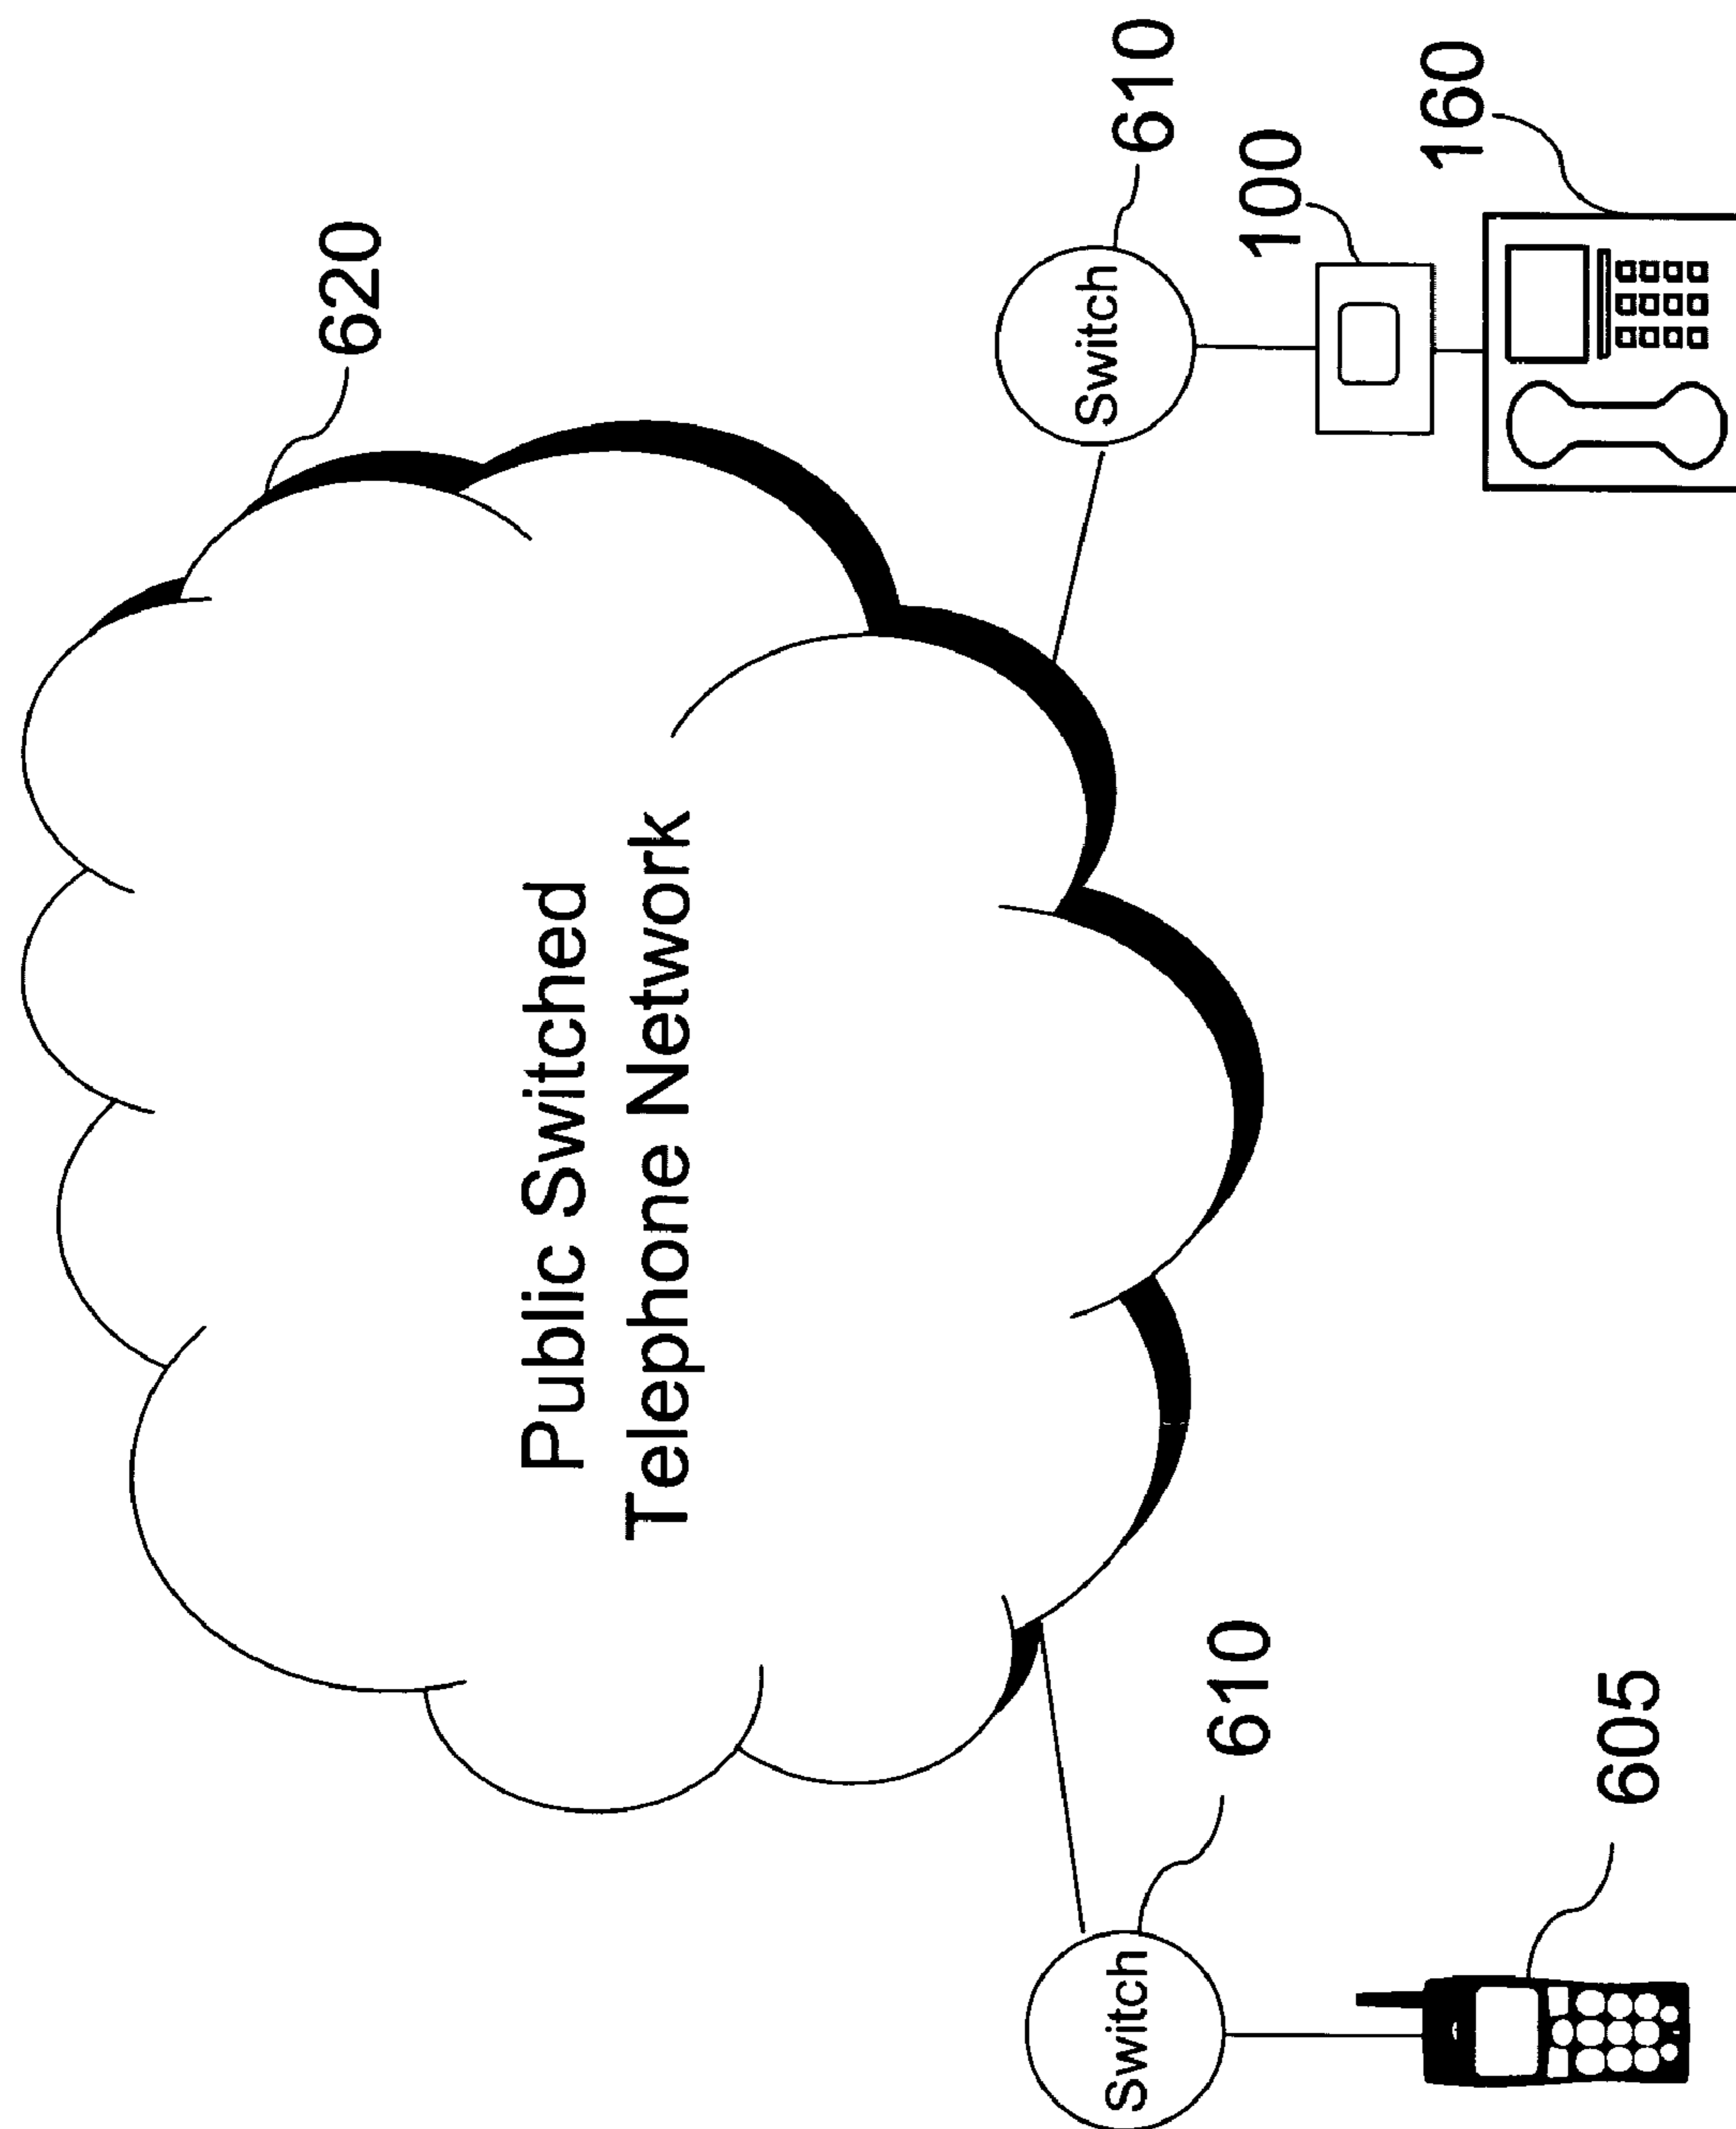 Public Switched
Telephone Network
620
Switch
610
100
160
Switch
610
605